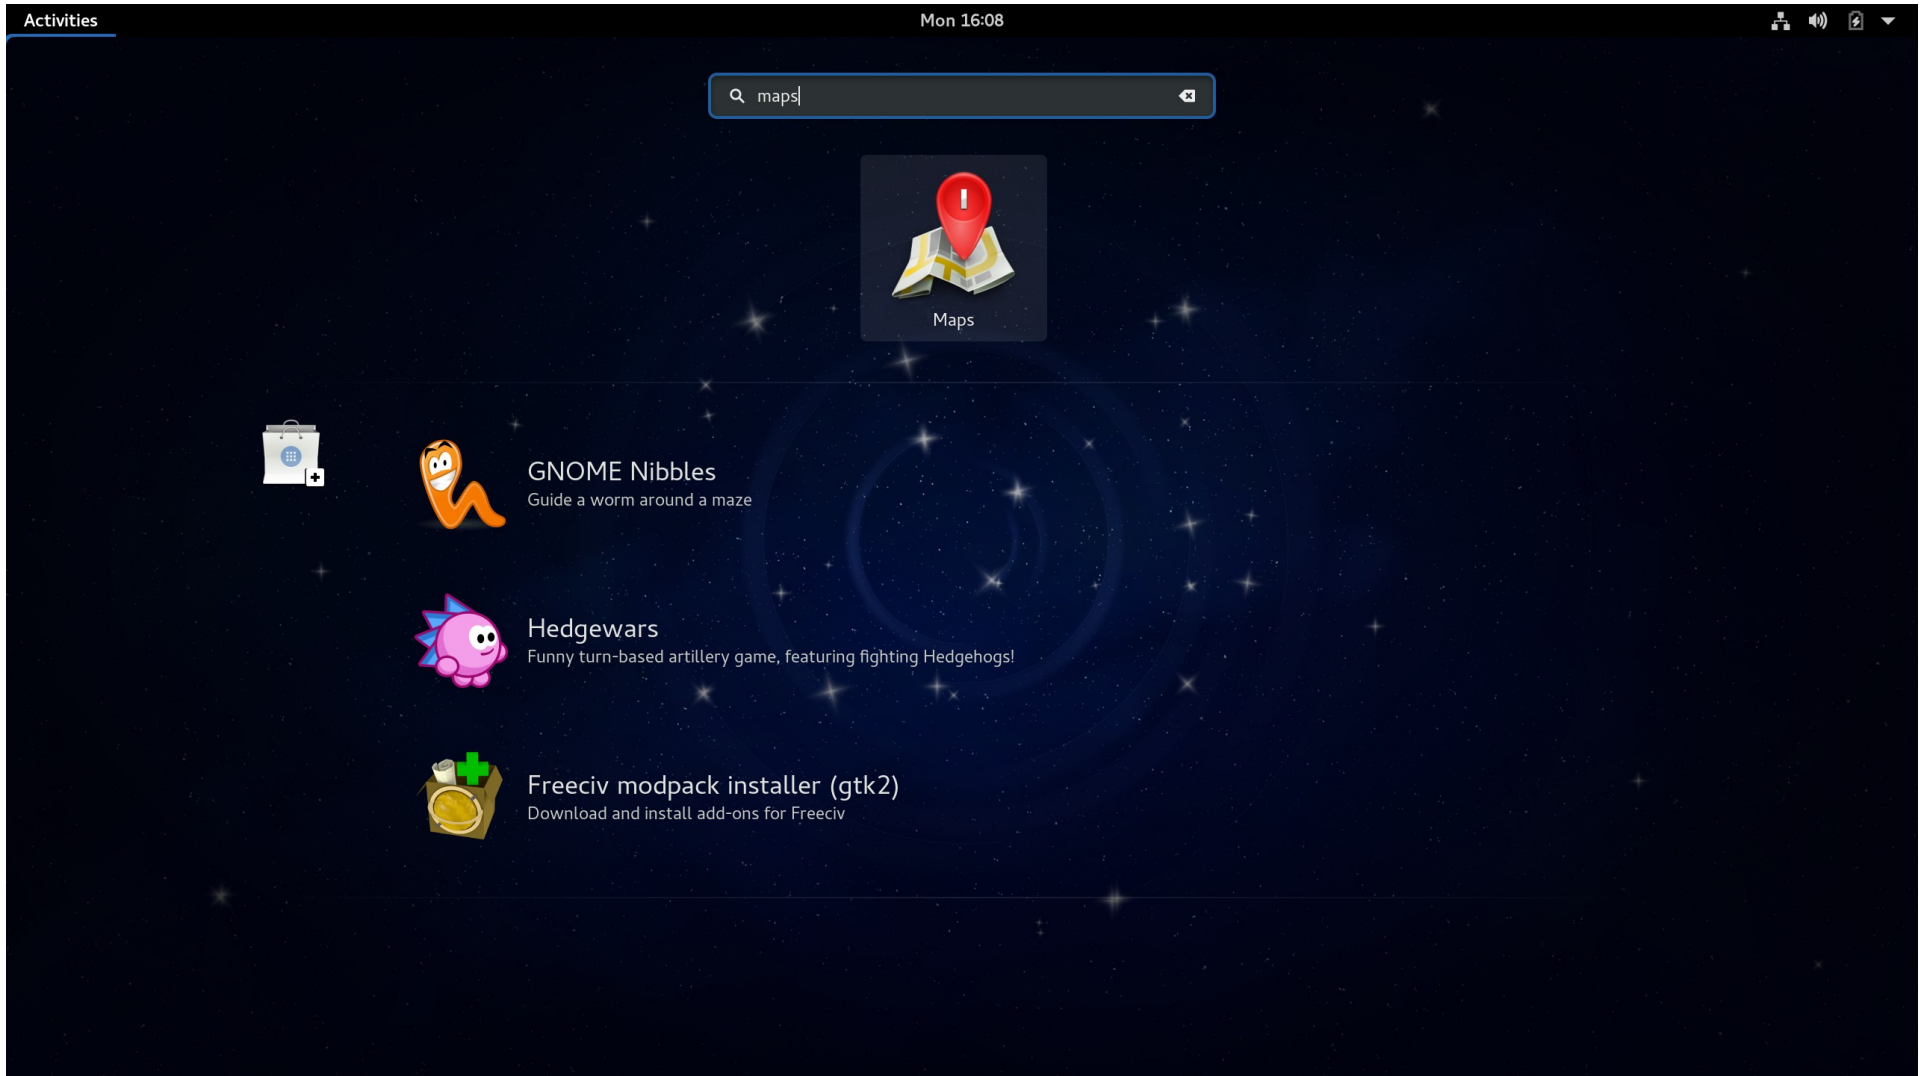 Activities
Mon 16:08
maps
Maps
GNOME Nibbles
Guide a worm around a maze
Hedgewars
Funny turn-based artillery game, featuring fighting Hedgehogs!
Freeciv modpack installer (gtk2)
Download and install add-ons for Freeciv